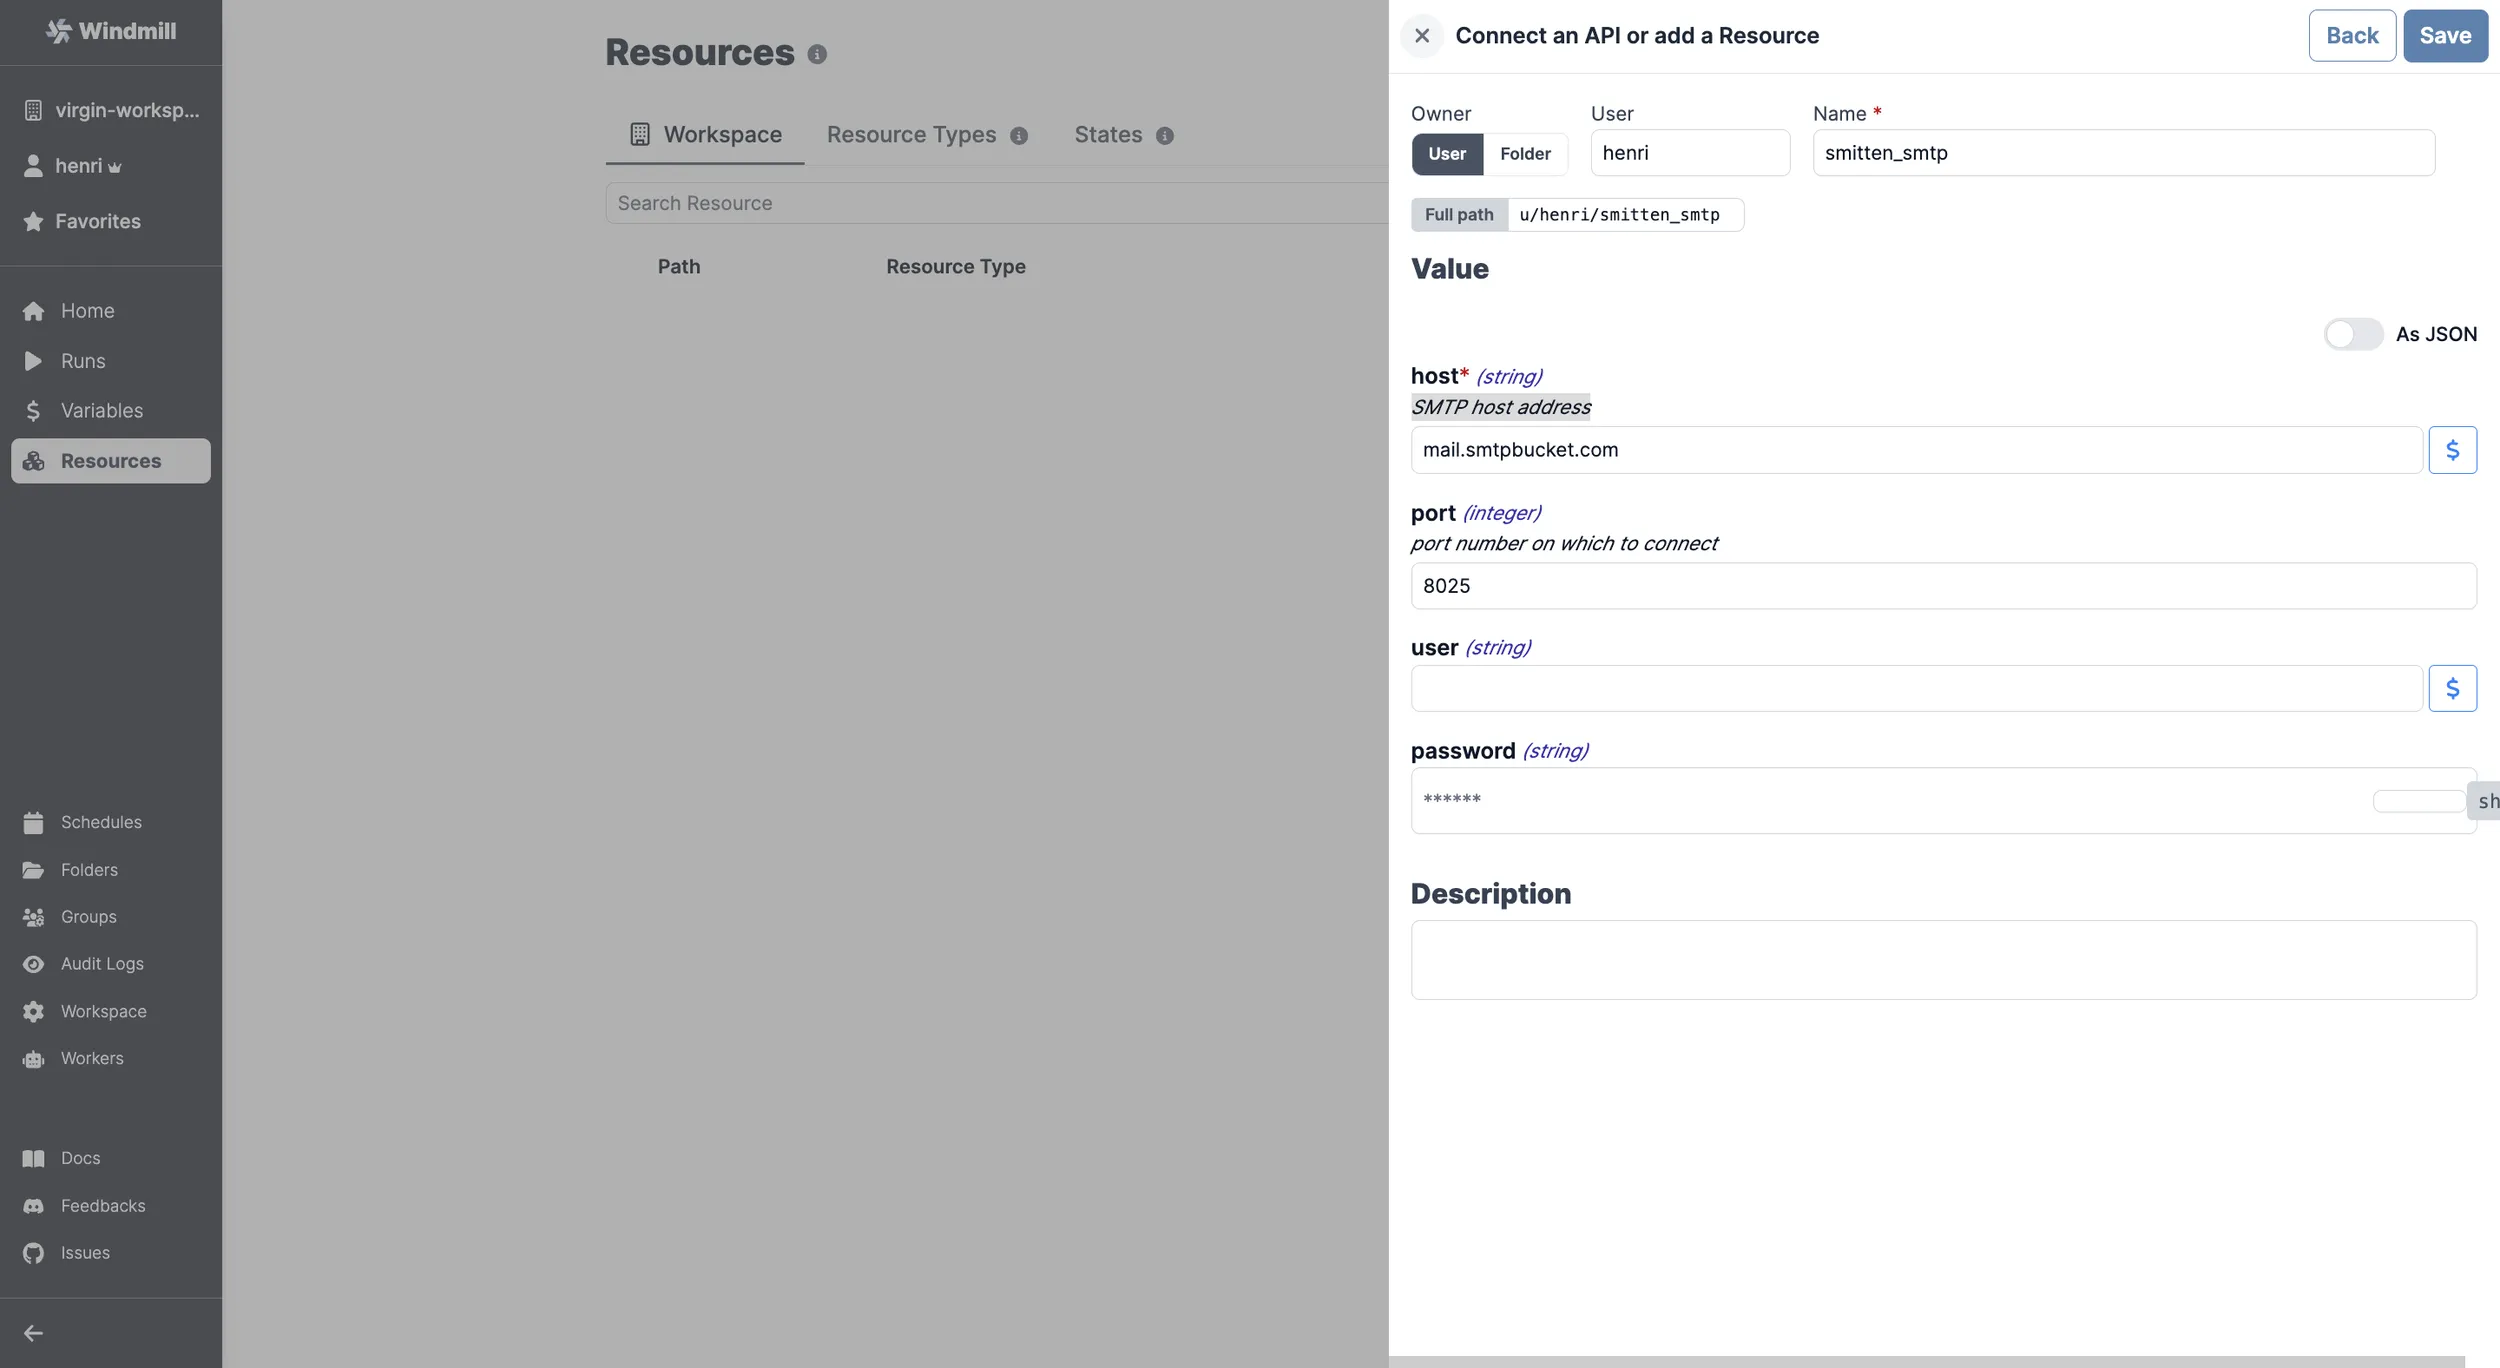 Windmill
virgin-worksp...
henri
Favorites
Home
Runs
Variables
Resources
Schedules
Folders
Groups
Audit Logs
Workspace
Workers
Docs
Feedbacks
Issues
Resources
Workspace
Resource Types
States
Search Resource
Path
Resource Type
Connect an API or add a Resource
Back
Save
Owner
User
Name *
User
Folder
henri
smitten_smtp
Full path
u/henri/smitten_smtp
Value
As JSON
host* (string)
SMTP host address
mail.smtpbucket.com
$
port (integer)
port number on which to connect
8025
user (string)
$
password (string)
******
sh
Description